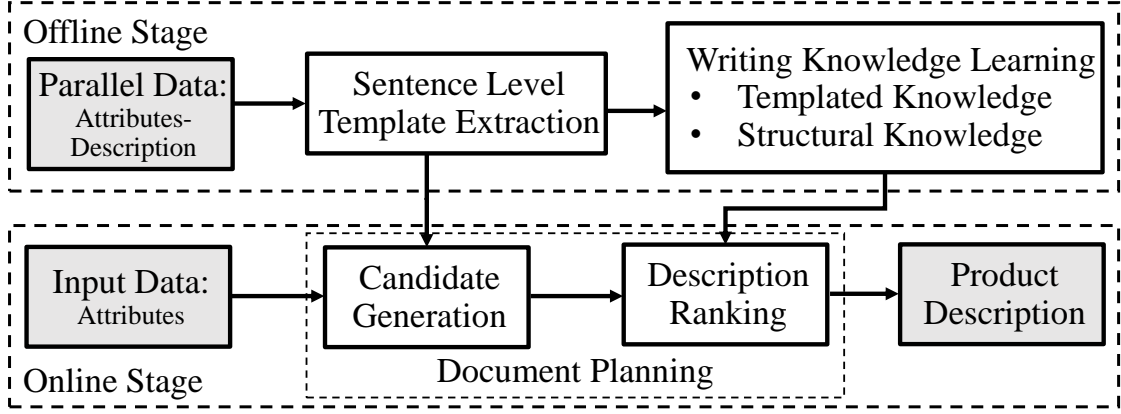 Offline Stage
Parallel Data:
Attributes-
Description
Sentence Level
Template Extraction
Writing Knowledge Learning
• Templated Knowledge
• Structural Knowledge
Input Data:
Attributes
Candidate
Generation
Description
Ranking
Product
Description
Document Planning
Online Stage